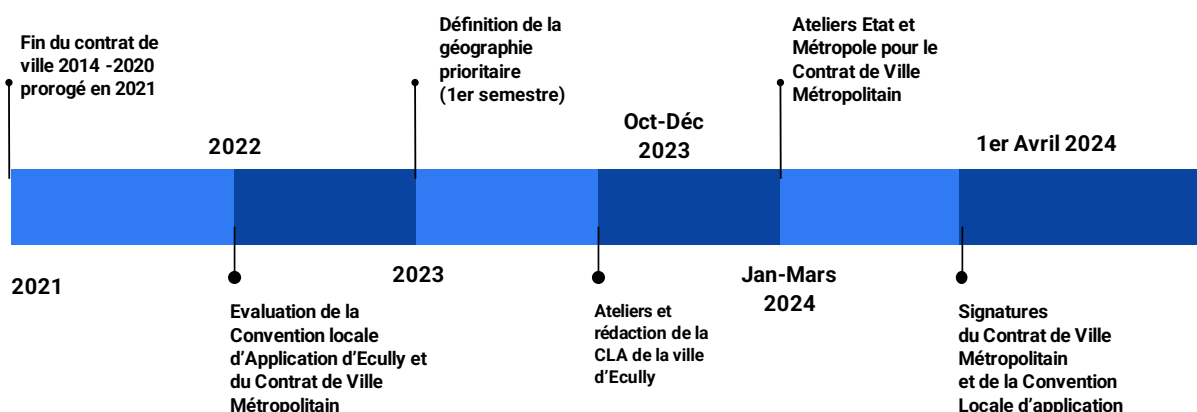 Fin du contrat de
ville 2014 -2020
prorogé en 2021
2021
2022
Evaluation de la
Convention locale
d'Application d'Ecully et
du Contrat de Ville
Métropolitain
Définition de la
géographie
prioritaire
(1er semestre)
2023
Oct-Déc
2023
Ateliers et
rédaction de la
CLA de la ville
d'Ecully
Ateliers Etat et
Métropole pour le
Contrat de Ville
Métropolitain
Jan-Mars
2024
1er Avril 2024
Signatures
du Contrat de Ville
Métropolitain
et de la Convention
Locale d'application